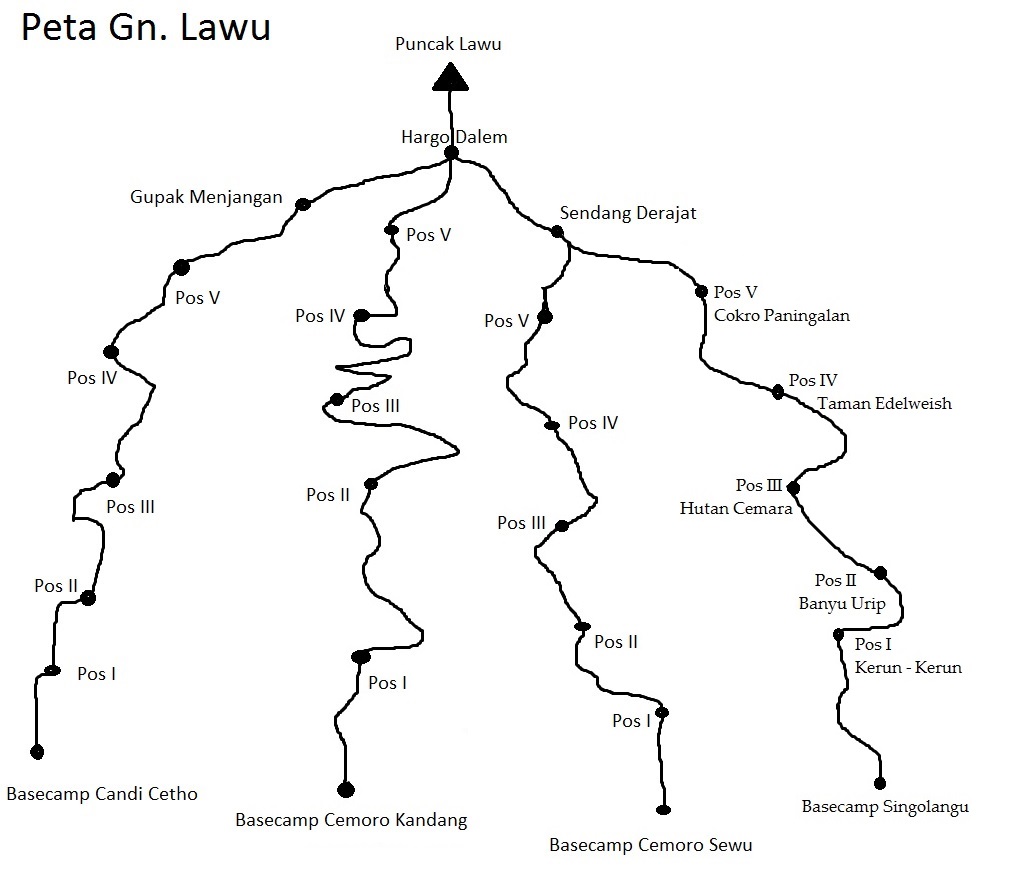 Peta Gn. Lawu
Puncak Lawu
Hargo Dalem
Gupak Menjangan
Sendang Derajat
Pos V
Pos V
Pos V
Pos V
Cokro Paningalan
Pos IV
Pos IV
Pos IV
Pos IV
Taman Edelweish
Pos III
Pos III
Pos III
Pos III
Hutan Cemara
Pos II
Pos II
Pos II
Pos II
Banyu Urip
Pos I
Pos I
Pos I
Pos I
Kerun - Kerun
Basecamp Candi Cetho
Basecamp Cemoro Kandang
Basecamp Cemoro Sewu
Basecamp Singolangu